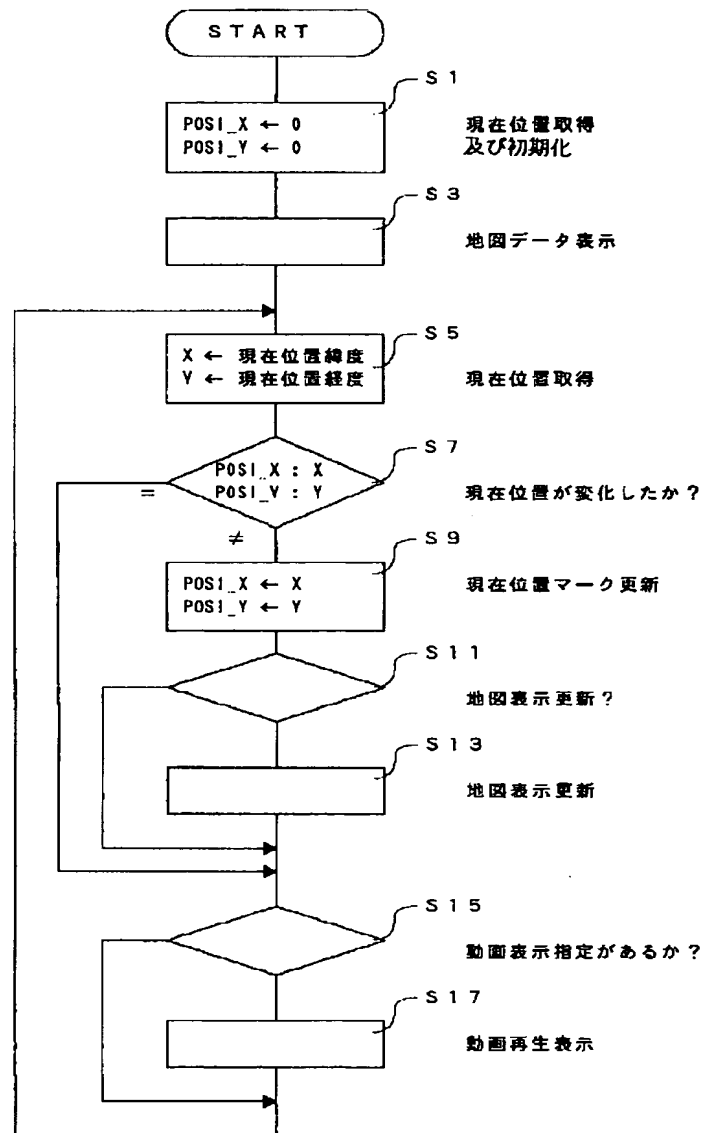 START
S1
POSI_X ← 0
POSI_Y ← 0
現在位置取得
及び初期化
S3
地図データ表示
S5
X ← 現在位置緯度
Y ← 現在位置経度
現在位置取得
S7
POSI_X : X
POSI_Y : Y
現在位置が変化したか?
=
≠
S9
POSI_X ← X
POSI_Y ← Y
現在位置マーク更新
S11
地図表示更新?
S13
地図表示更新
S15
動画表示指定があるか?
S17
動画再生表示